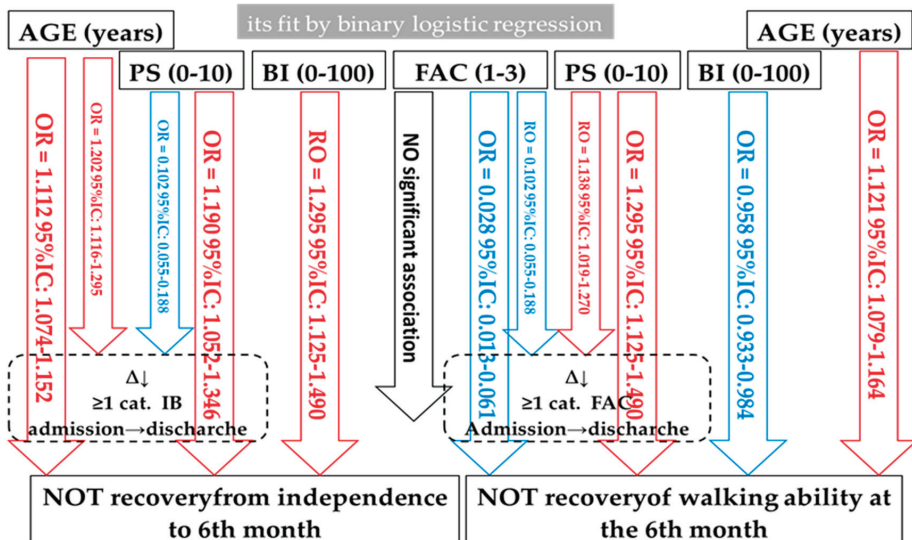 its fit by binary logistic regression
AGE (years)
AGE (years)
PS (0-10)
BI (0-100)
FAC (1-3)
PS (0-10)
BI (0-100)
OR = 1.112 95%IC: 1.074-1.152
OR = 1.202 95%IC: 1.116-1.295
OR = 0.102 95%IC: 0.055-0.188
OR = 1.190 95%IC: 1.052-1.346
RO = 1.295 95%IC: 1.125-1.490
NO significant association
OR = 0.028 95%IC: 0.013-0.061
RO = 0.102 95%IC: 0.055-0.188
RO = 1.138 95%IC: 1.019-1.270
OR = 1.295 95%IC: 1.125-1.490
OR = 0.958 95%IC: 0.933-0.984
OR = 1.121 95%IC: 1.079-1.164
Δ↓
≥1 cat. IB
admission→discharche
Δ↓
≥1 cat. FAC
Admission→discharche
NOT recoveryfrom independence
to 6th month
NOT recoveryof walking ability at
the 6th month